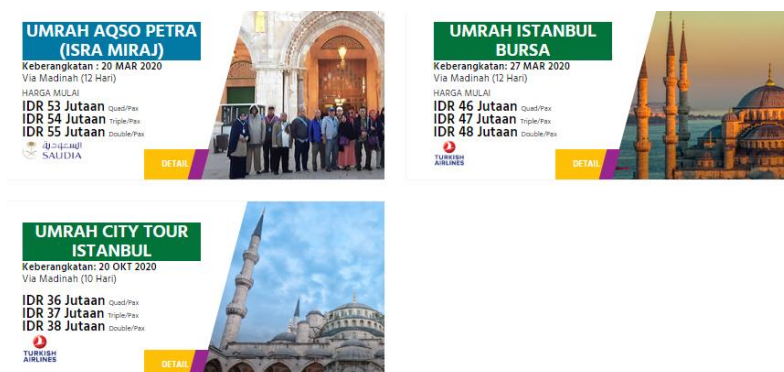 UMRAH AQSO PETRA
(ISRA MIRAJ)
Keberangkatan : 20 MAR 2020
Via Madinah (12 Hari)
HARGA MULAI
IDR 53 Jutaan Quad/Pax
IDR 54 Jutaan Triple/Pax
IDR 55 Jutaan Double/Pax
السعودية
SAUDIA
DETAIL
UMRAH ISTANBUL
BURSA
Keberangkatan: 27 MAR 2020
Via Madinah (12 Hari)
HARGA MULAI
IDR 46 Jutaan Quad/Pax
IDR 47 Jutaan Triple/Pax
IDR 48 Jutaan Double/Pax
TURKISH
AIRLINES
DETAIL
UMRAH CITY TOUR
ISTANBUL
Keberangkatan: 20 OKT 2020
Via Madinah (10 Hari)
IDR 36 Jutaan Quad/Pax
IDR 37 Jutaan Triple/Pax
IDR 38 Jutaan Double/Pax
TURKISH
AIRLINES
DETAIL